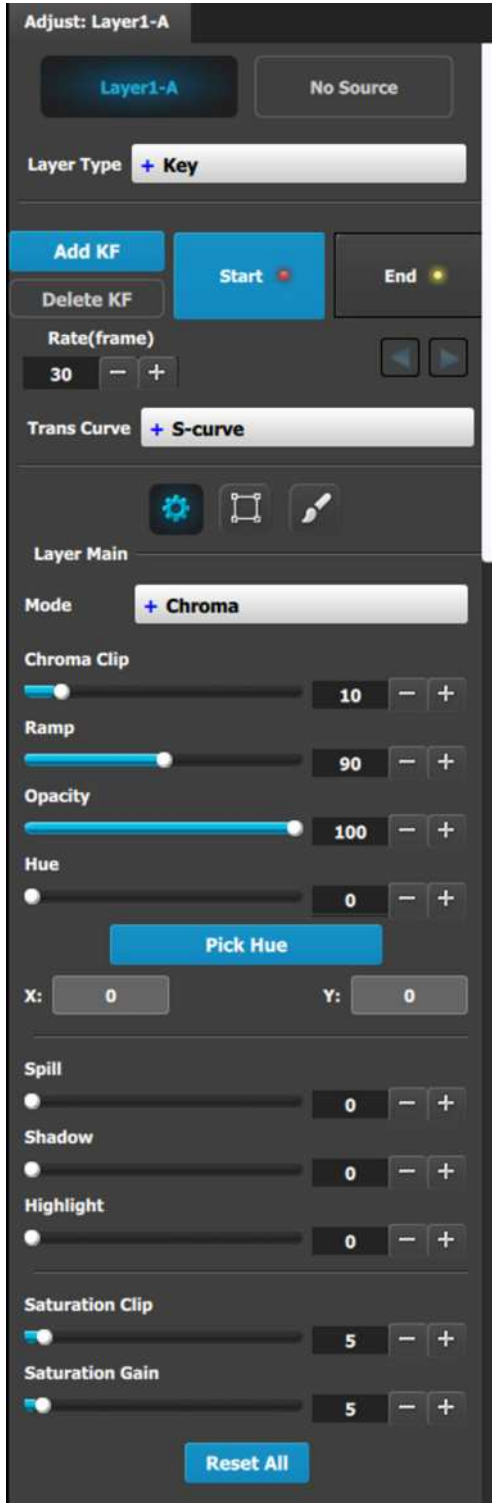 Adjust: Layer1-A
Layer1-A No Source
Layer Type + Key
Add KF
Start End
Delete KF
Rate(frame)
30 − +
Trans Curve + S-curve
Layer Main
Mode + Chroma
Chroma Clip
10 − +
Ramp
90 − +
Opacity
100 − +
Hue
0 − +
Pick Hue
X: 0 Y: 0
Spill
0 − +
Shadow
0 − +
Highlight
0 − +
Saturation Clip
5 − +
Saturation Gain
5 − +
Reset All